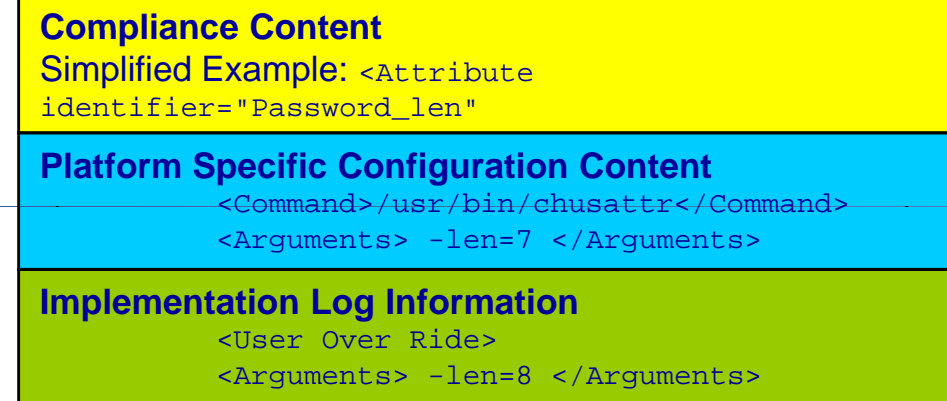 Compliance Content
Simplified Example: <Attribute
identifier="Password_len"
Platform Specific Configuration Content
<Command>/usr/bin/chusattr</Command>
<Arguments> -len=7 </Arguments>
Implementation Log Information
<User Over Ride>
<Arguments> -len=8 </Arguments>